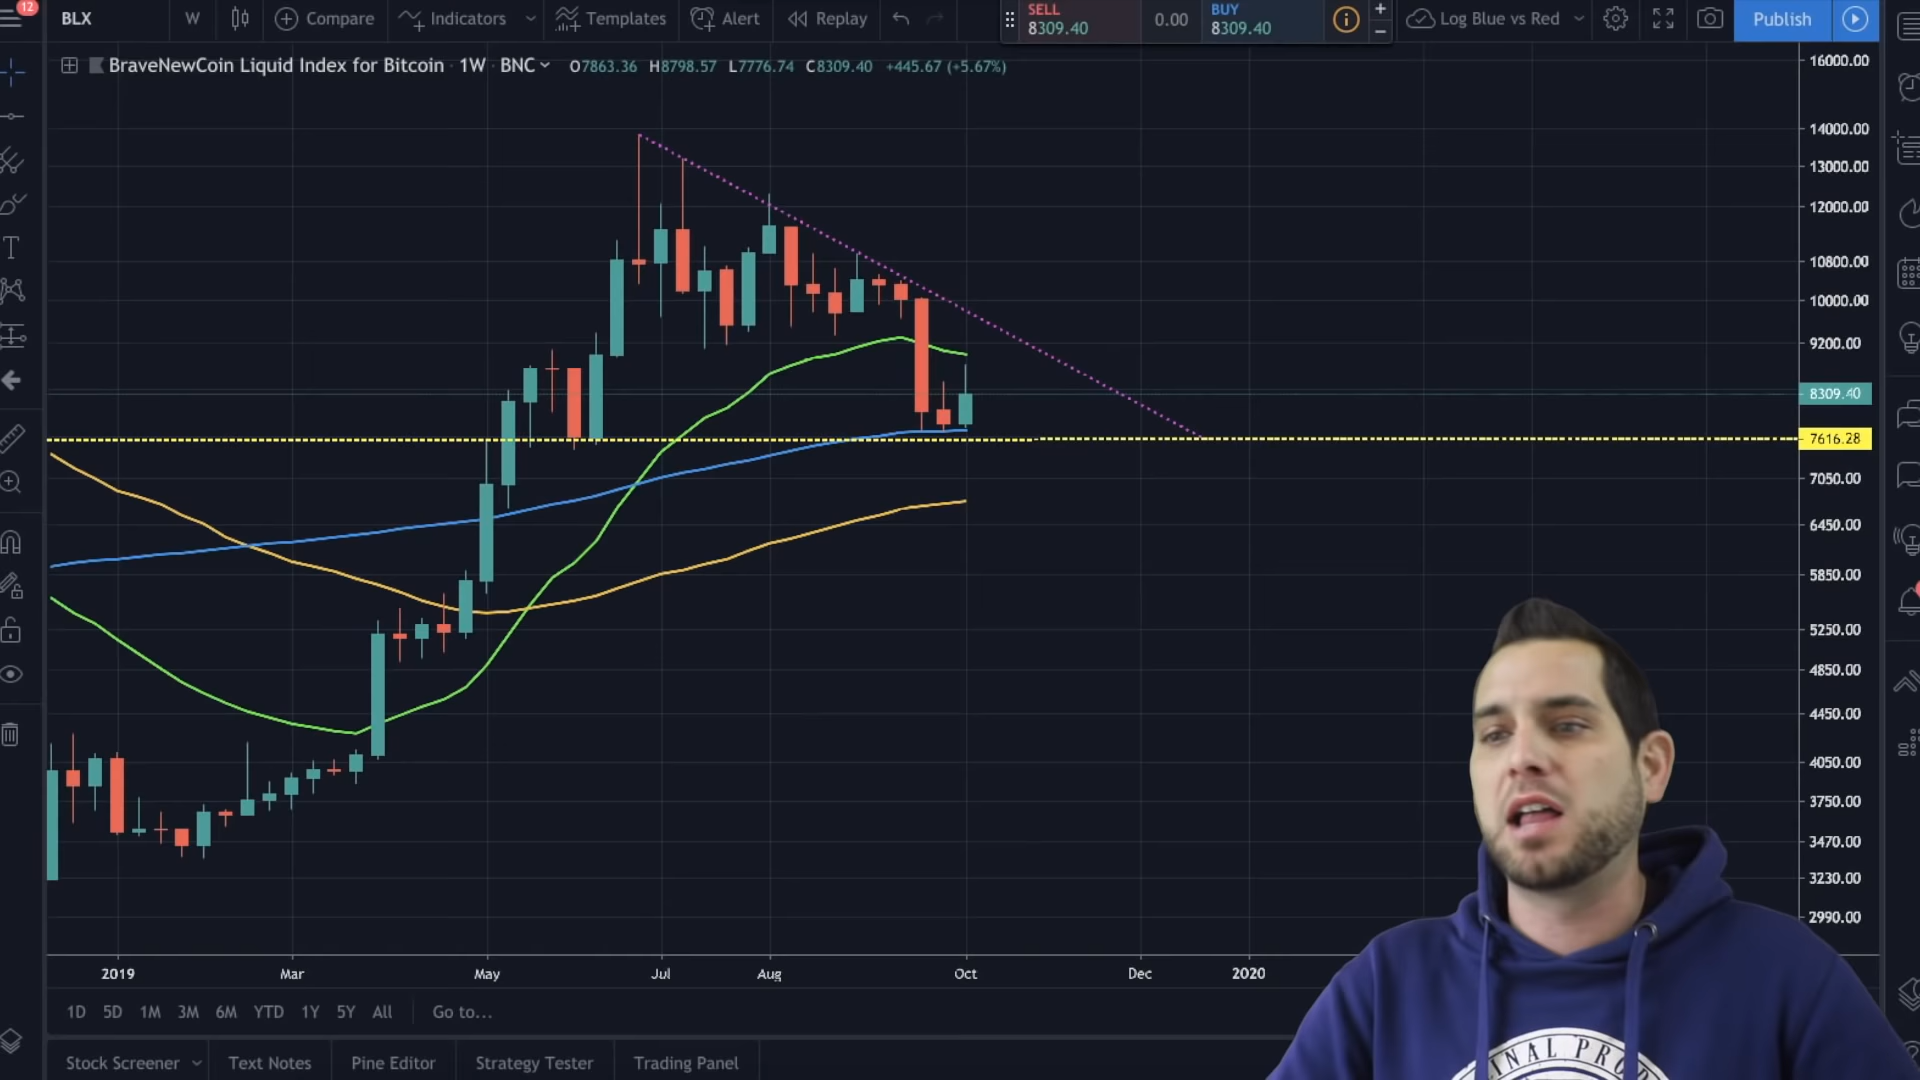 12
BLX
W
Compare
Indicators
Templates
Alert
Replay
SELL
8309.40
0.00
BUY
8309.40
Log Blue vs Red
Publish
BraveNewCoin Liquid Index for Bitcoin · 1W · BNC
O7863.36 H8798.57 L7776.74 C8309.40 +445.67 (+5.67%)
16000.00
14000.00
13000.00
12000.00
10800.00
10000.00
9200.00
8309.40
7616.28
7050.00
6450.00
5850.00
5250.00
4850.00
4450.00
4050.00
3750.00
3470.00
3230.00
2990.00
2019 Mar May Jul Aug Oct Dec 2020
1D 5D 1M 3M 6M YTD 1Y 5Y All Go to...
Stock Screener Text Notes Pine Editor Strategy Tester Trading Panel